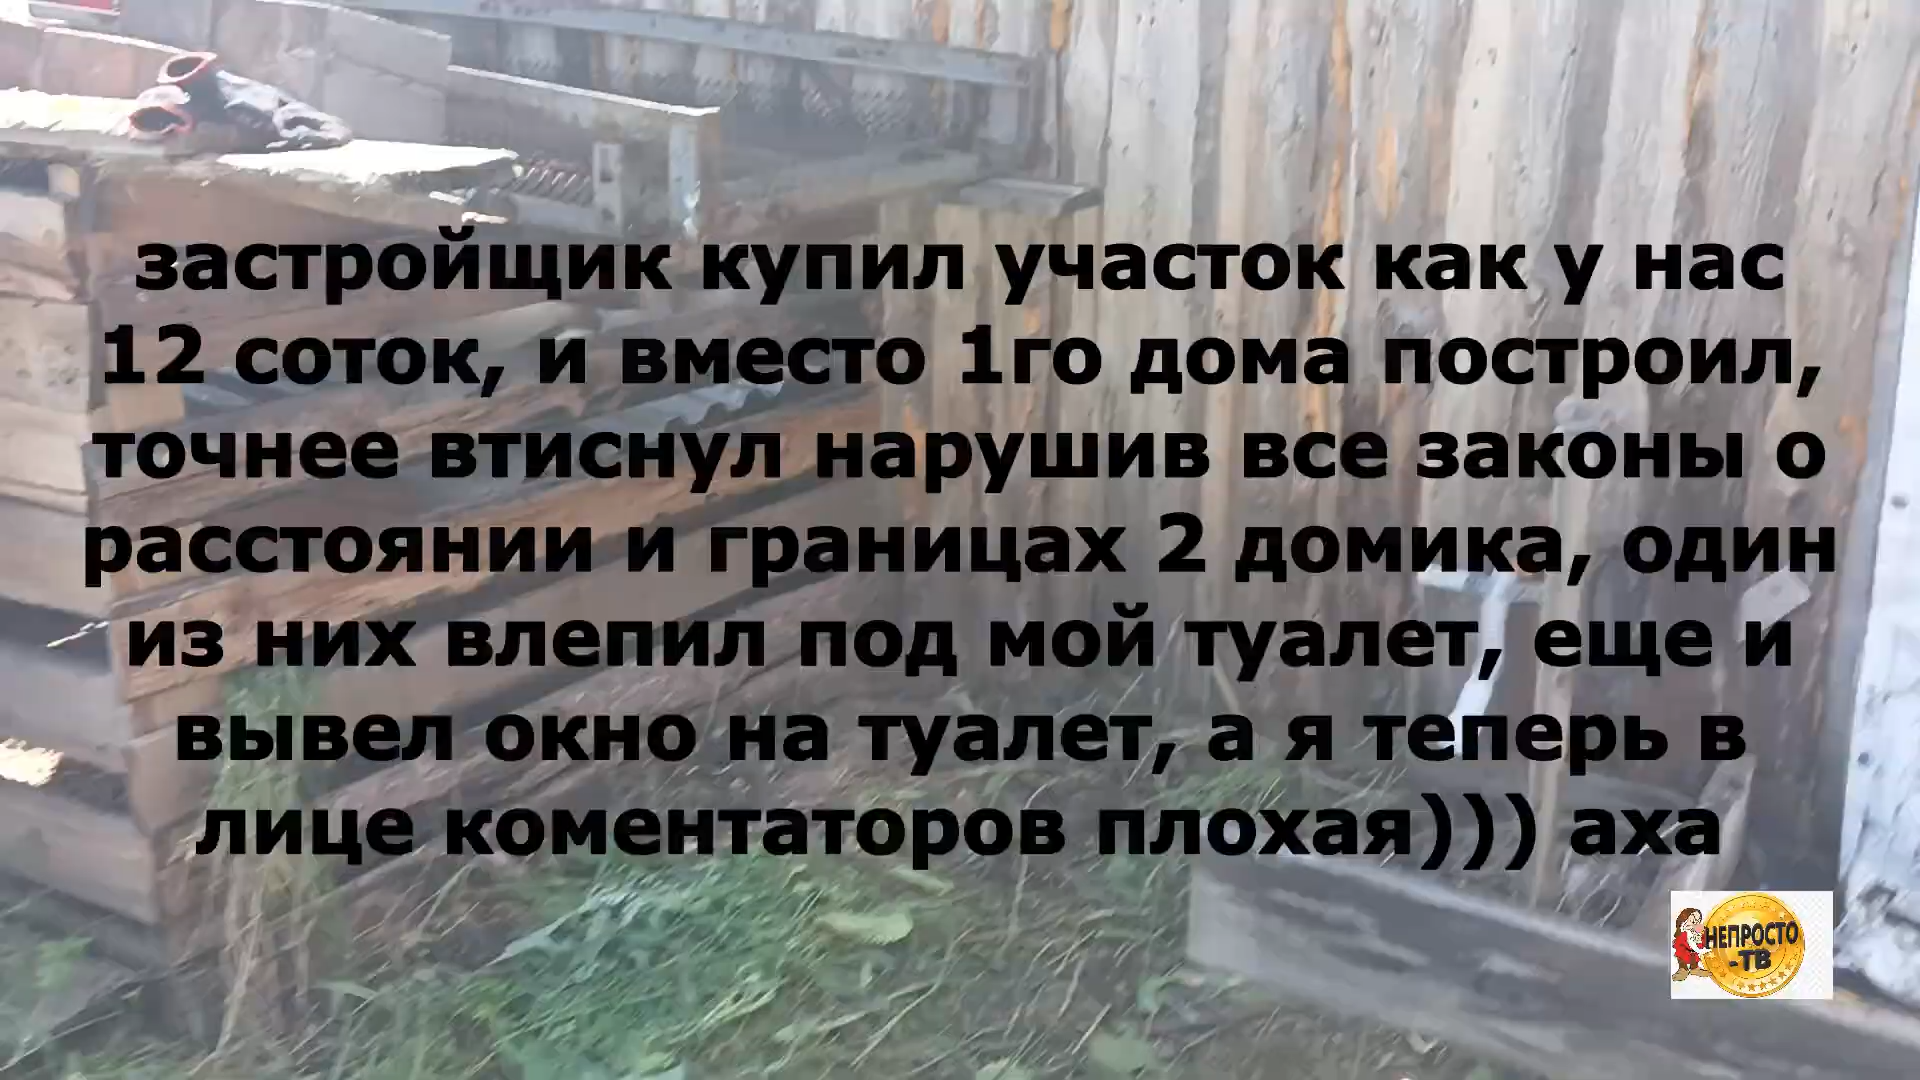 застройщик купил участок как у нас
12 соток, и вместо 1го дома построил,
точнее втиснул нарушив все законы о
расстоянии и границах 2 домика, один
из них влепил под мой туалет, еще и
вывел окно на туалет, а я теперь в
лице коментаторов плохая))) аха
НЕПРОСТО
-ТВ